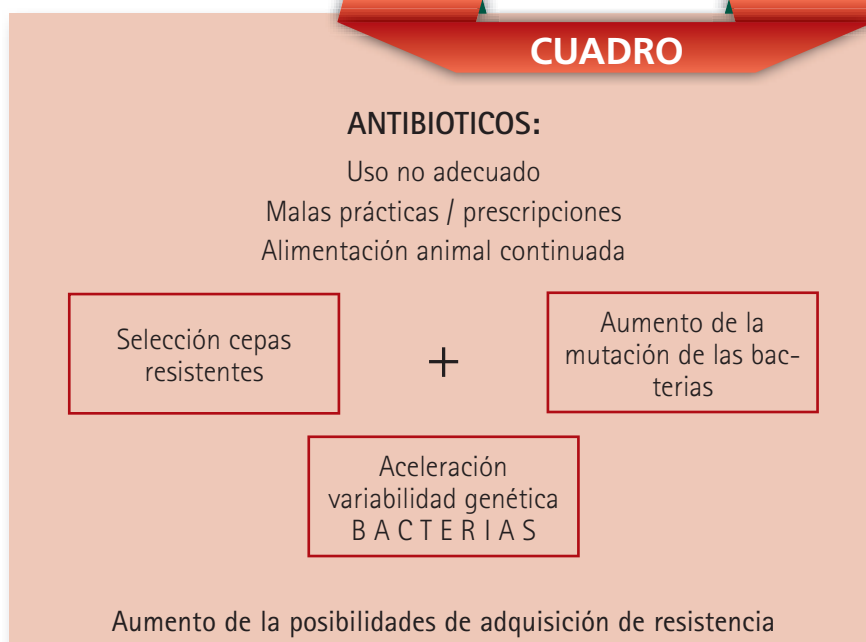 CUADRO
ANTIBIOTICOS:
Uso no adecuado
Malas prácticas / prescripciones
Alimentación animal continuada
Selección cepas
resistentes
+
Aumento de la
mutación de las bac-
terias
Aceleración
variabilidad genética
B A C T E R I A S
Aumento de la posibilidades de adquisición de resistencia